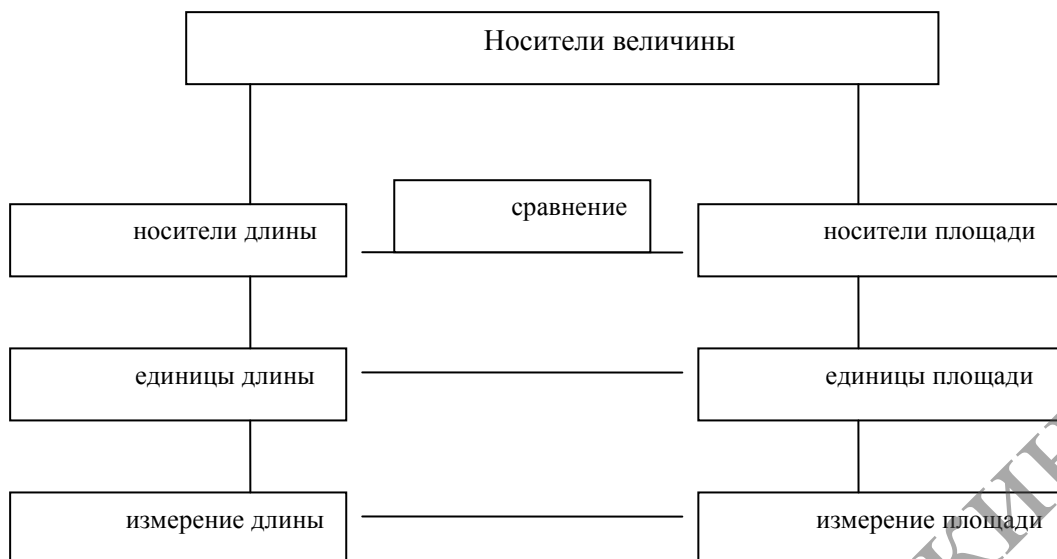 Носители величины
сравнение
носители длины
носители площади
единицы длины
единицы площади
измерение длины
измерение площади